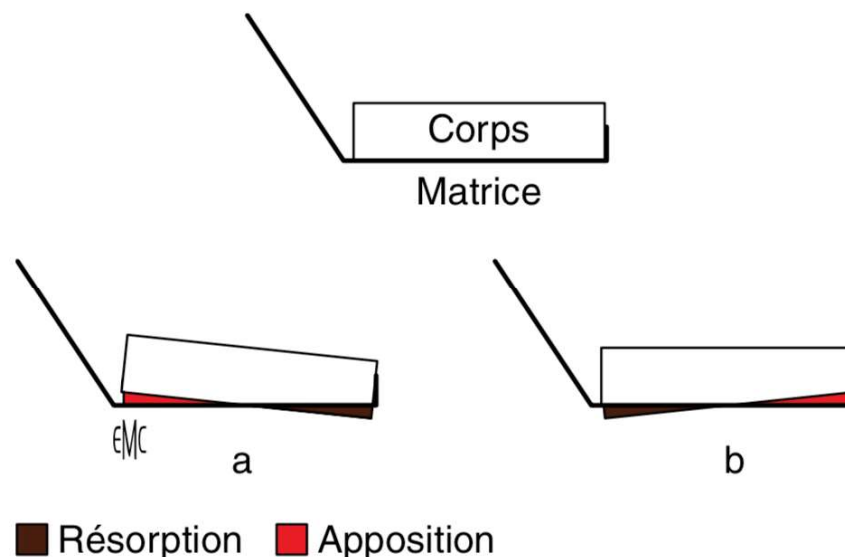 Corps
Matrice
EMC
a
b
Résorption
Apposition